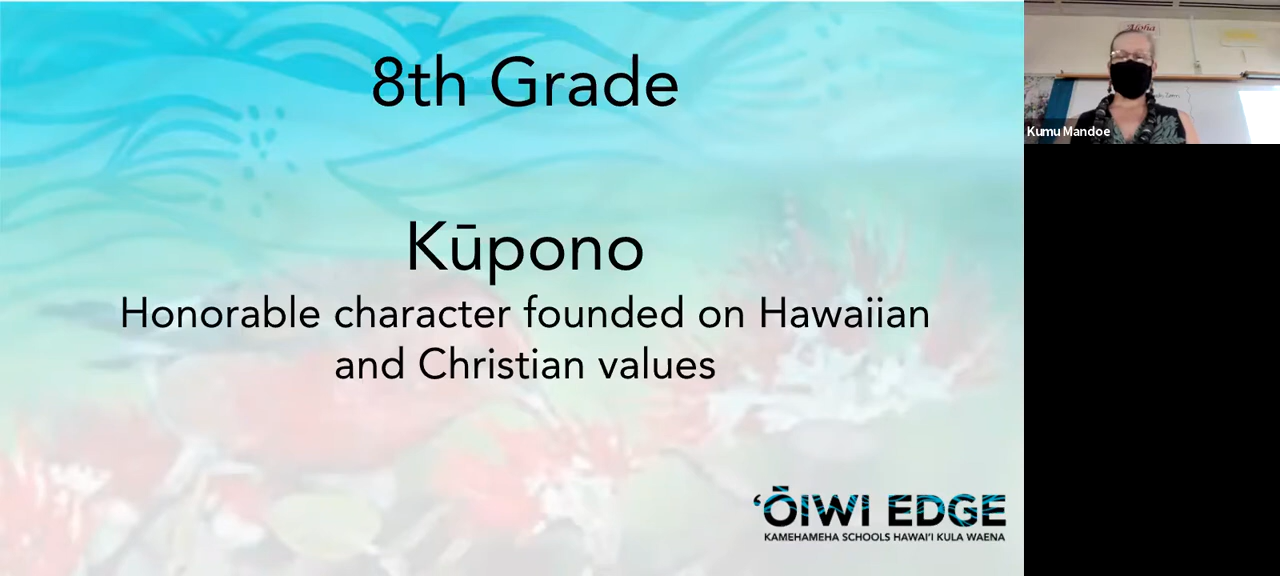 8th Grade
Kūpono
Honorable character founded on Hawaiian
and Christian values
ʻŌIWI EDGE
KAMEHAMEHA SCHOOLS HAWAIʻI KULA WAENA
Aloha
Kumu Mandoe